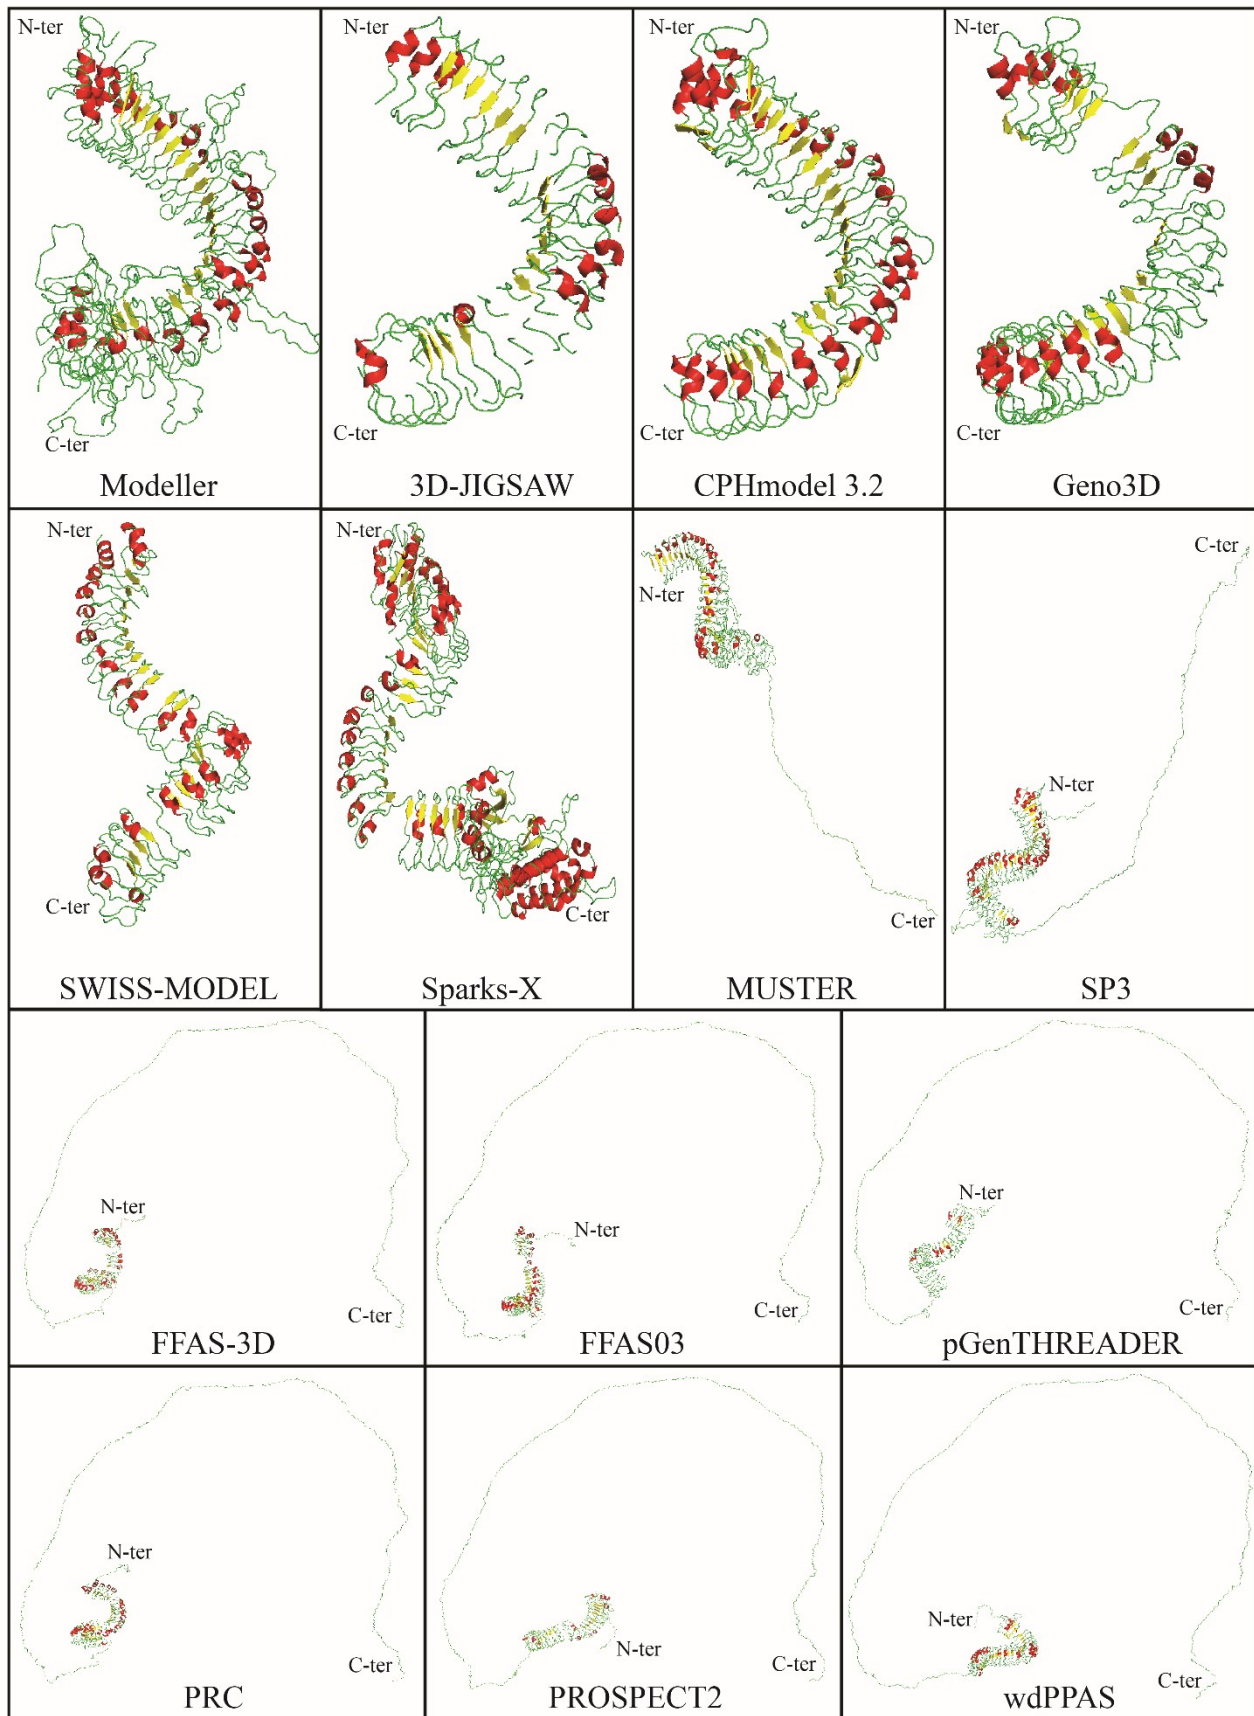 N-ter
C-ter
Modeller
N-ter
C-ter
3D-JIGSAW
N-ter
C-ter
CPHmodel 3.2
N-ter
C-ter
Geno3D
N-ter
C-ter
SWISS-MODEL
N-ter
C-ter
Sparks-X
N-ter
C-ter
MUSTER
C-ter
N-ter
SP3
N-ter
C-ter
FFAS-3D
N-ter
C-ter
FFAS03
N-ter
C-ter
pGenTHREADER
N-ter
C-ter
PRC
N-ter
C-ter
PROSPECT2
N-ter
C-ter
wdPPAS